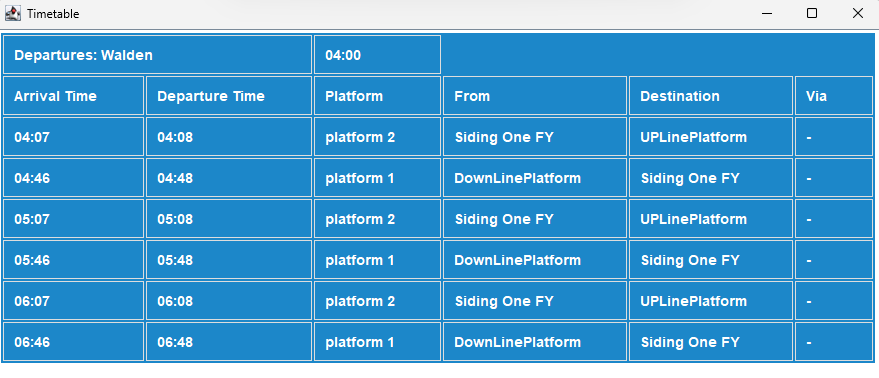 Timetable
Departures: Walden 04:00
Arrival Time Departure Time Platform From Destination Via
04:07 04:08 platform 2 Siding One FY UPLinePlatform -
04:46 04:48 platform 1 DownLinePlatform Siding One FY -
05:07 05:08 platform 2 Siding One FY UPLinePlatform -
05:46 05:48 platform 1 DownLinePlatform Siding One FY -
06:07 06:08 platform 2 Siding One FY UPLinePlatform -
06:46 06:48 platform 1 DownLinePlatform Siding One FY -